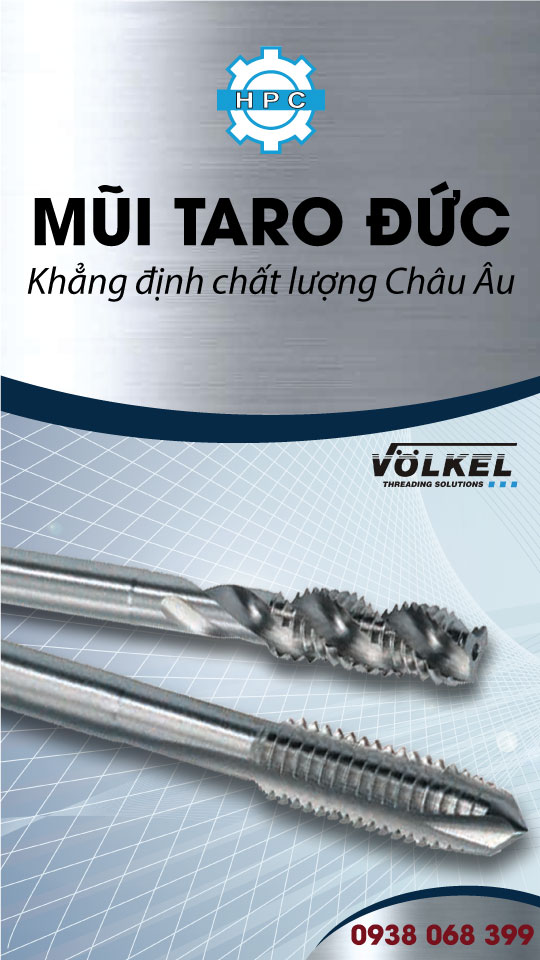 HPC
MŨI TARO ĐỨC
Khẳng định chất lượng Châu Âu
VÖLKEL
THREADING SOLUTIONS
0938 068 399